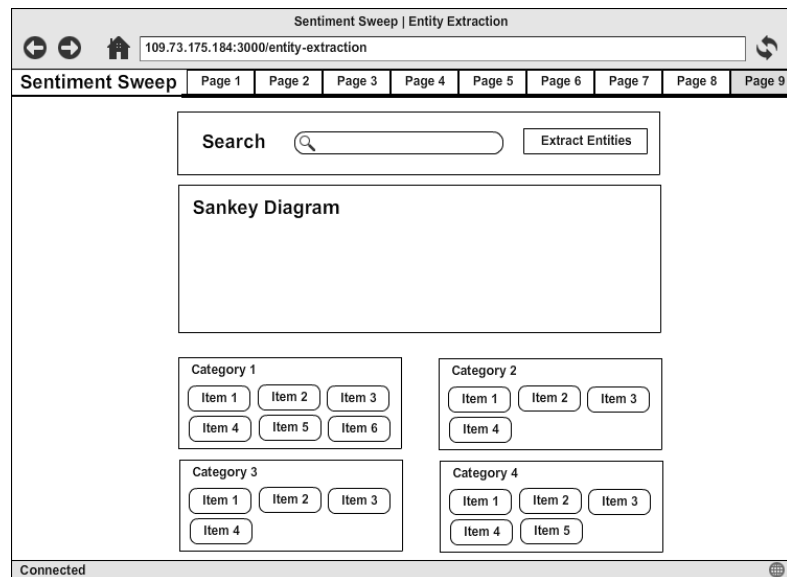 Sentiment Sweep | Entity Extraction
109.73.175.184:3000/entity-extraction
Sentiment Sweep Page 1 Page 2 Page 3 Page 4 Page 5 Page 6 Page 7 Page 8 Page 9
Search Extract Entities
Sankey Diagram
Category 1
Item 1 Item 2 Item 3
Item 4 Item 5 Item 6
Category 2
Item 1 Item 2 Item 3
Item 4
Category 3
Item 1 Item 2 Item 3
Item 4
Category 4
Item 1 Item 2 Item 3
Item 4 Item 5
Connected